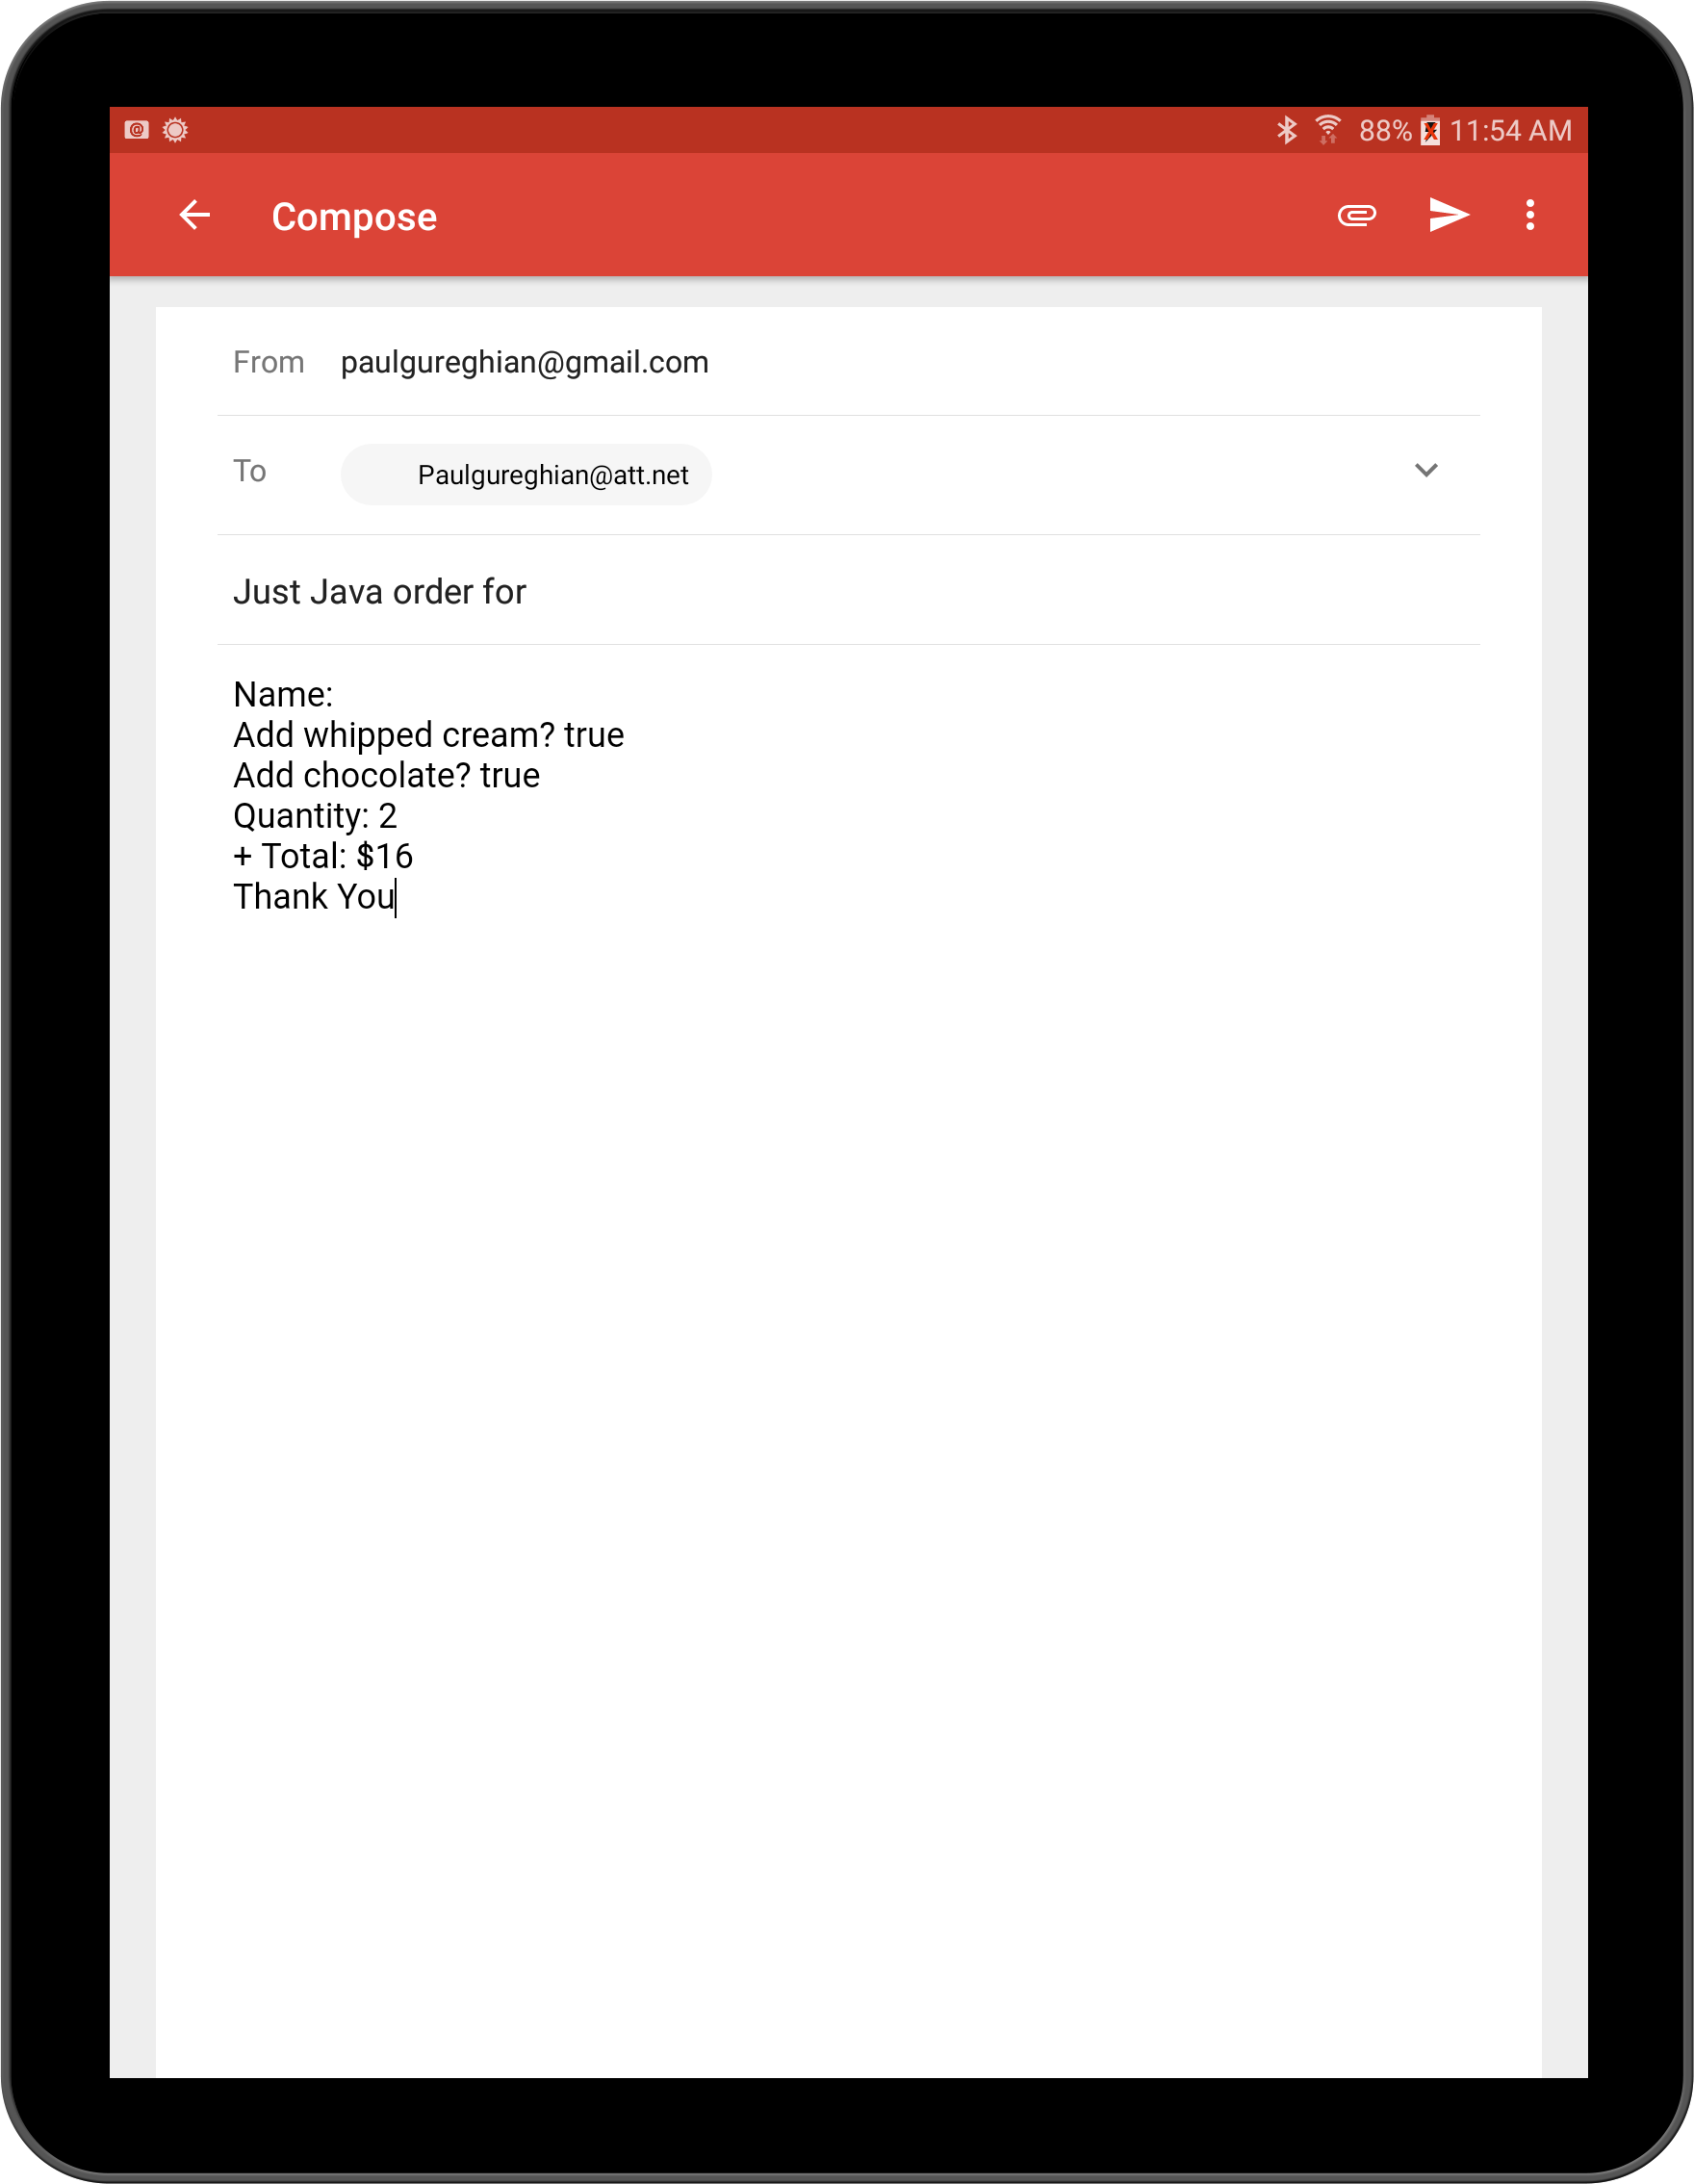 88% 11:54 AM
Compose
From paulgureghian@gmail.com
To Paulgureghian@att.net
Just Java order for
Name:
Add whipped cream? true
Add chocolate? true
Quantity: 2
+ Total: $16
Thank You